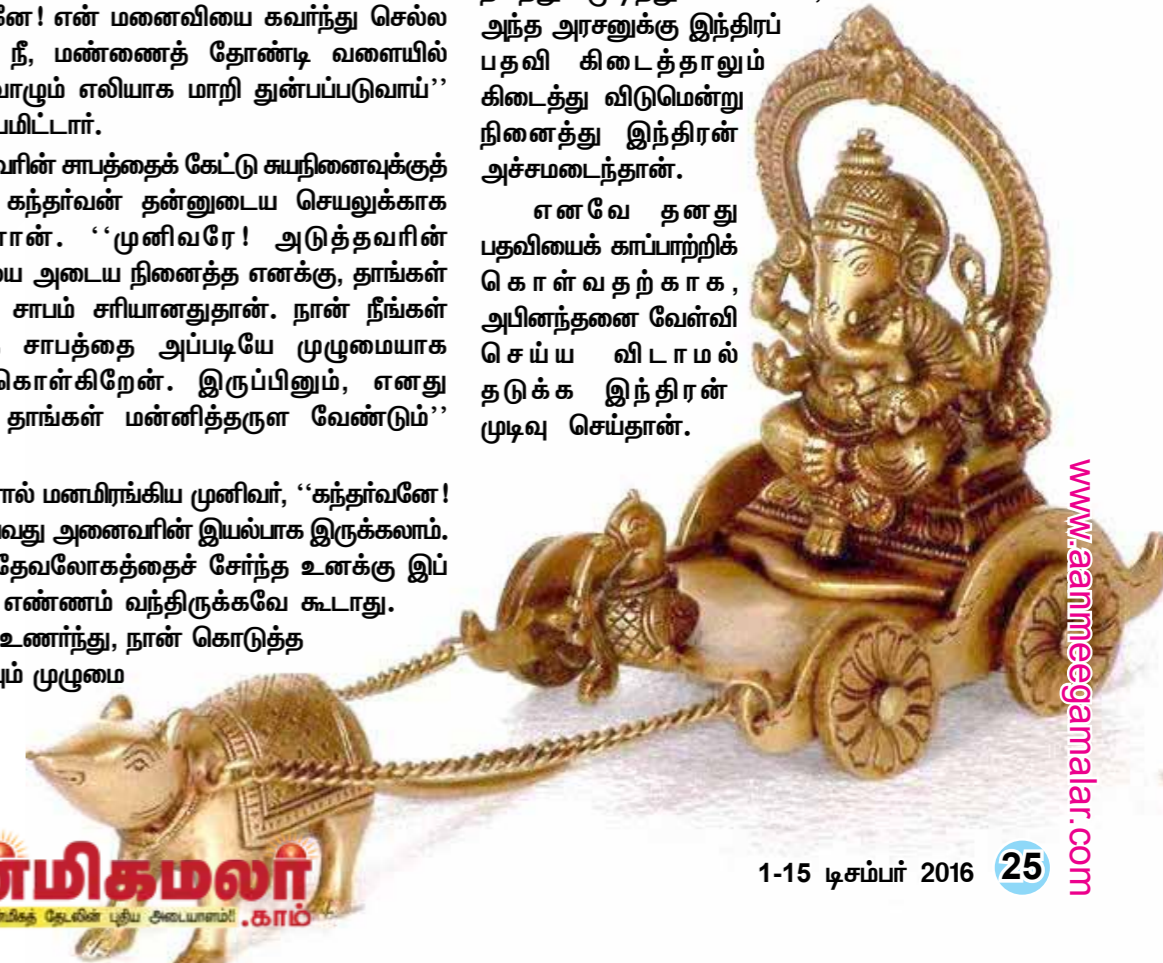 னே! என் மனைவியை கவர்ந்து செல்ல
நீ, மண்ணைத் தோண்டி வளையில்
வாழும் எலியாக மாறி துன்பப்படுவாய்’’
பமிட்டார்.
வரின் சாபத்தைக் கேட்டு சுயநினைவுக்குத்
கந்தர்வன் தன்னுடைய செயலுக்காக
ான். ‘‘முனிவரே! அடுத்தவரின்
ய அடைய நினைத்த எனக்கு, தாங்கள்
சாபம் சரியானதுதான். நான் நீங்கள்
சாபத்தை அப்படியே முழுமையாக
கொள்கிறேன். இருப்பினும், எனது
தாங்கள் மன்னித்தருள வேண்டும்’’
ால் மனமிரங்கிய முனிவர், ‘‘கந்தர்வனே!
வது அனைவரின் இயல்பாக இருக்கலாம்.
தேவலோகத்தைச் சேர்ந்த உனக்கு இப்
எண்ணம் வந்திருக்கவே கூடாது.
உணர்ந்து, நான் கொடுத்த
ும் முழுமை
அந்த அரசனுக்கு இந்திரப்
பதவி கிடைத்தாலும்
கிடைத்து விடுமென்று
நினைத்து இந்திரன்
அச்சமடைந்தான்.
எனவே தனது
பதவியைக் காப்பாற்றிக்
கொள்வதற்காக,
அபினந்தனை வேள்வி
செய்ய விடாமல்
தடுக்க இந்திரன்
முடிவு செய்தான்.
www.aanmeegamalar.com
ன்மிகமலர்
ன்மிகத் தேடலின் புதிய அடையாளம்!! .காம்
1-15 டிசம்பர் 2016 25